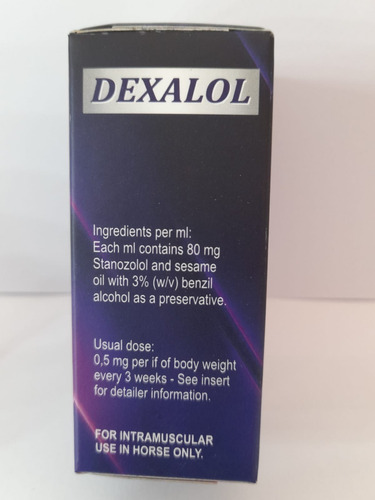 DEXALOL
Ingredients per ml:
Each ml contains 80 mg
Stanozolol and sesame
oil with 3% (w/v) benzil
alcohol as a preservative.
Usual dose:
0,5 mg per if of body weight
every 3 weeks - See insert
for detailer information.
FOR INTRAMUSCULAR
USE IN HORSE ONLY.